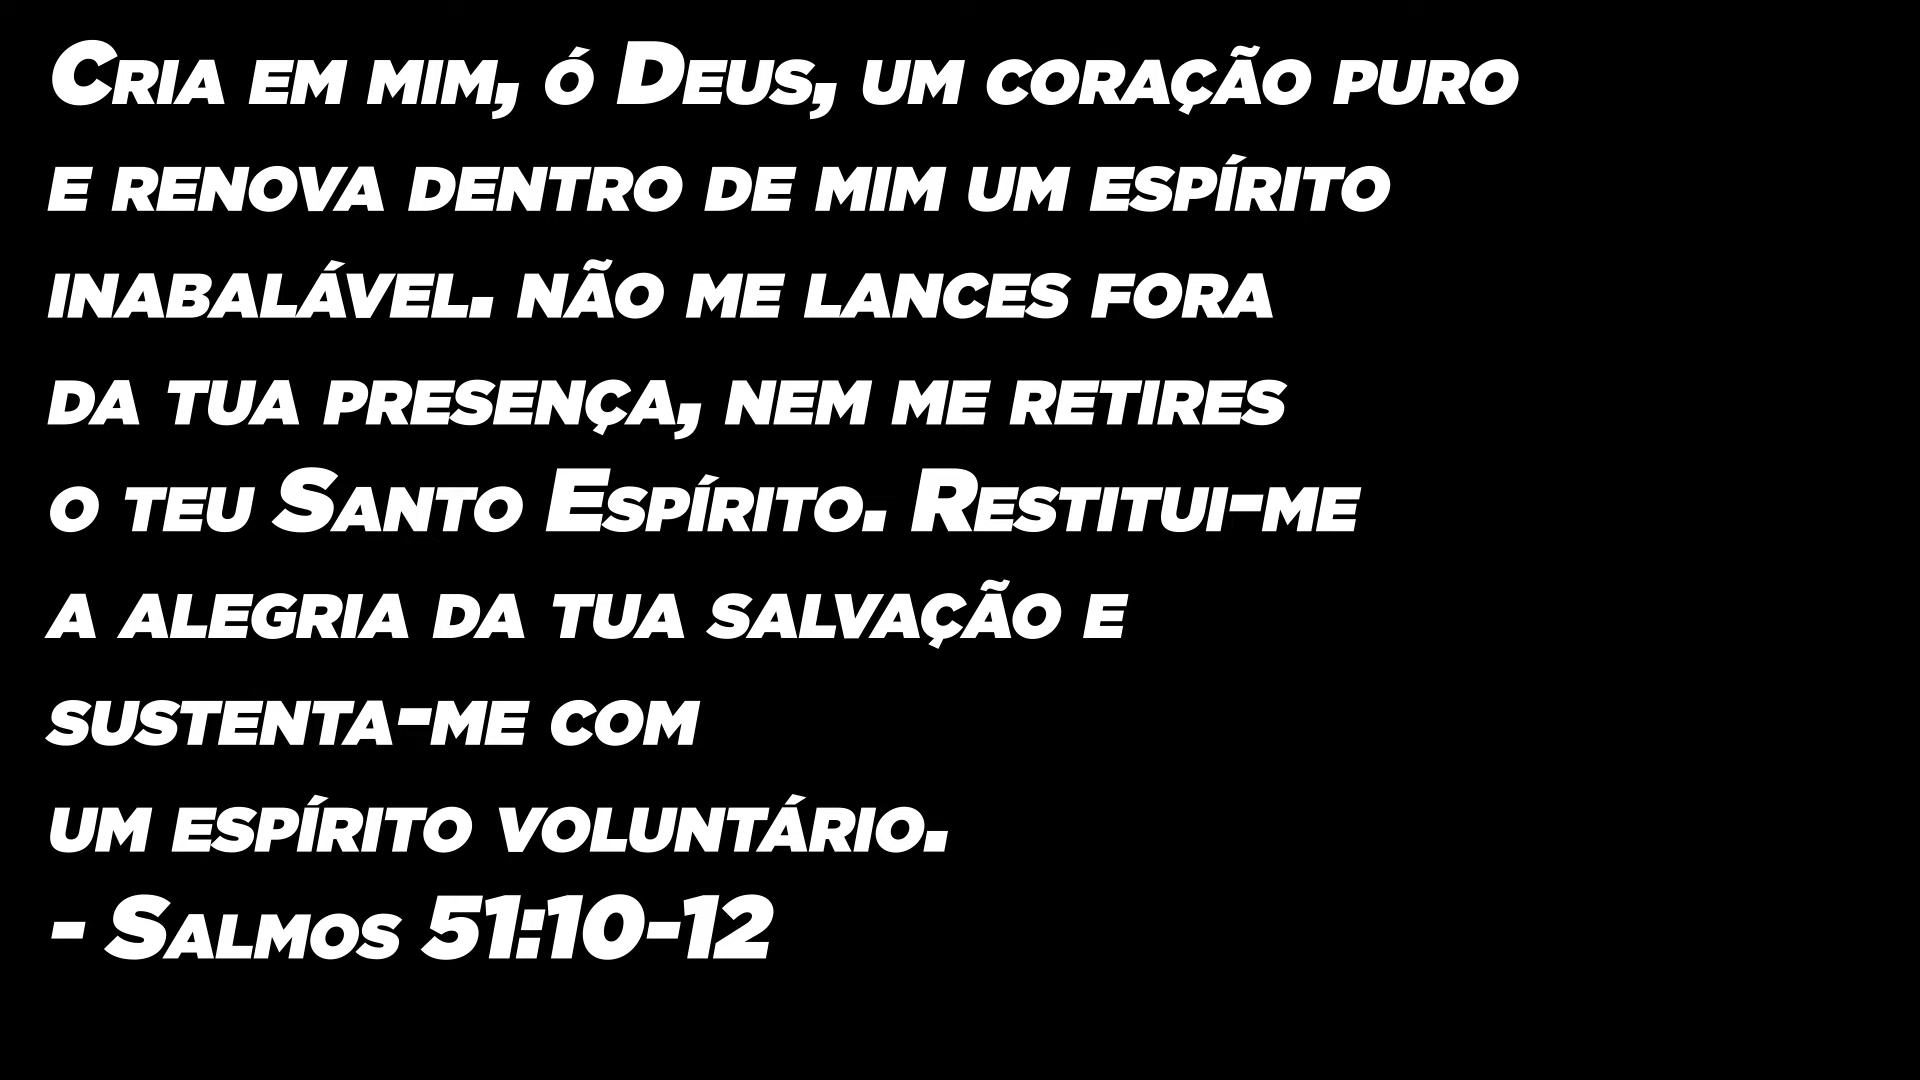 Cria em mim, ó Deus, um coração puro
e renova dentro de mim um espírito
inabalável. não me lances fora
da tua presença, nem me retires
o teu Santo Espírito. Restitui-me
a alegria da tua salvação e
sustenta-me com
um espírito voluntário.
- Salmos 51:10-12